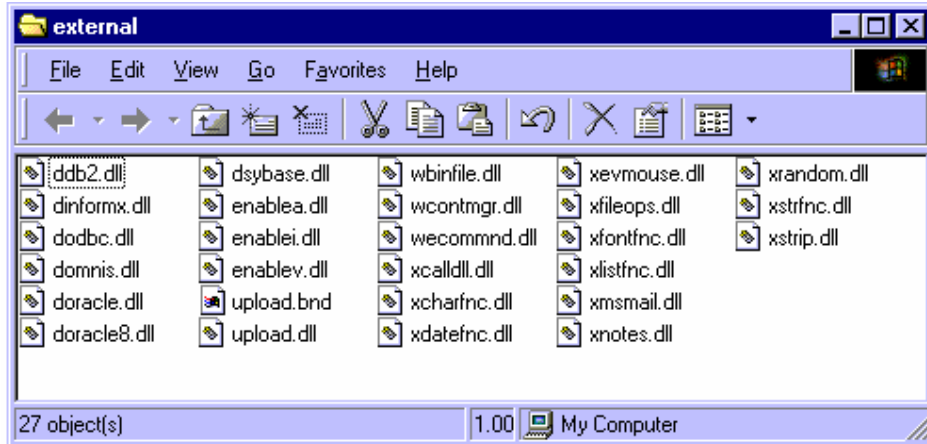 external
File Edit View Go Favorites Help
ddb2.dll dsybase.dll wbinfile.dll xevmouse.dll xrandom.dll
dinformx.dll enablea.dll wcontmgr.dll xfileops.dll xstrfnc.dll
dodbc.dll enablei.dll wecommnd.dll xfontfnc.dll xstrip.dll
domnis.dll enablev.dll xcalldll.dll xlistfnc.dll
doracle.dll upload.bnd xcharfnc.dll xmsmail.dll
doracle8.dll upload.dll xdatefnc.dll xnotes.dll
27 object(s) 1.00 My Computer